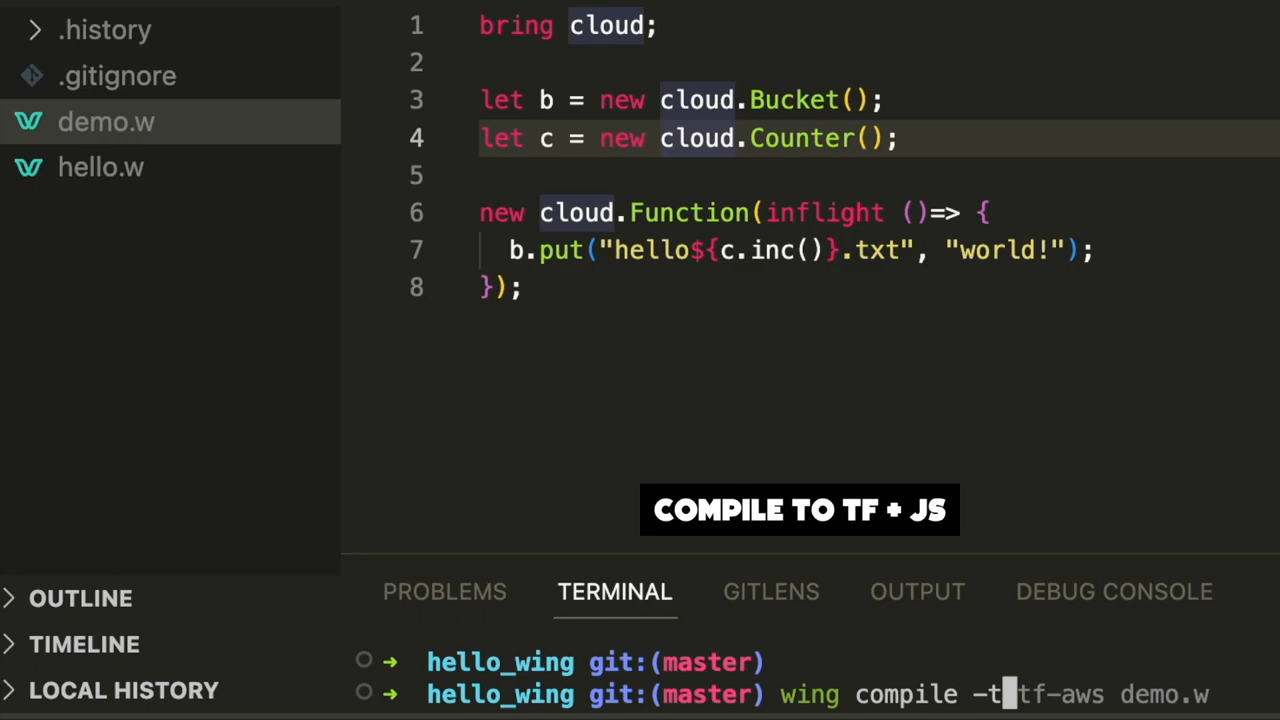 .history
.gitignore
demo.w
hello.w
1 bring cloud;
2
3 let b = new cloud.Bucket();
4 let c = new cloud.Counter();
5
6 new cloud.Function(inflight ()=> {
7 b.put("hello${c.inc()}.txt", "world!");
8 });
COMPILE TO TF + JS
OUTLINE
TIMELINE
LOCAL HISTORY
PROBLEMS TERMINAL GITLENS OUTPUT DEBUG CONSOLE
hello_wing git:(master)
hello_wing git:(master) wing compile -t tf-aws demo.w